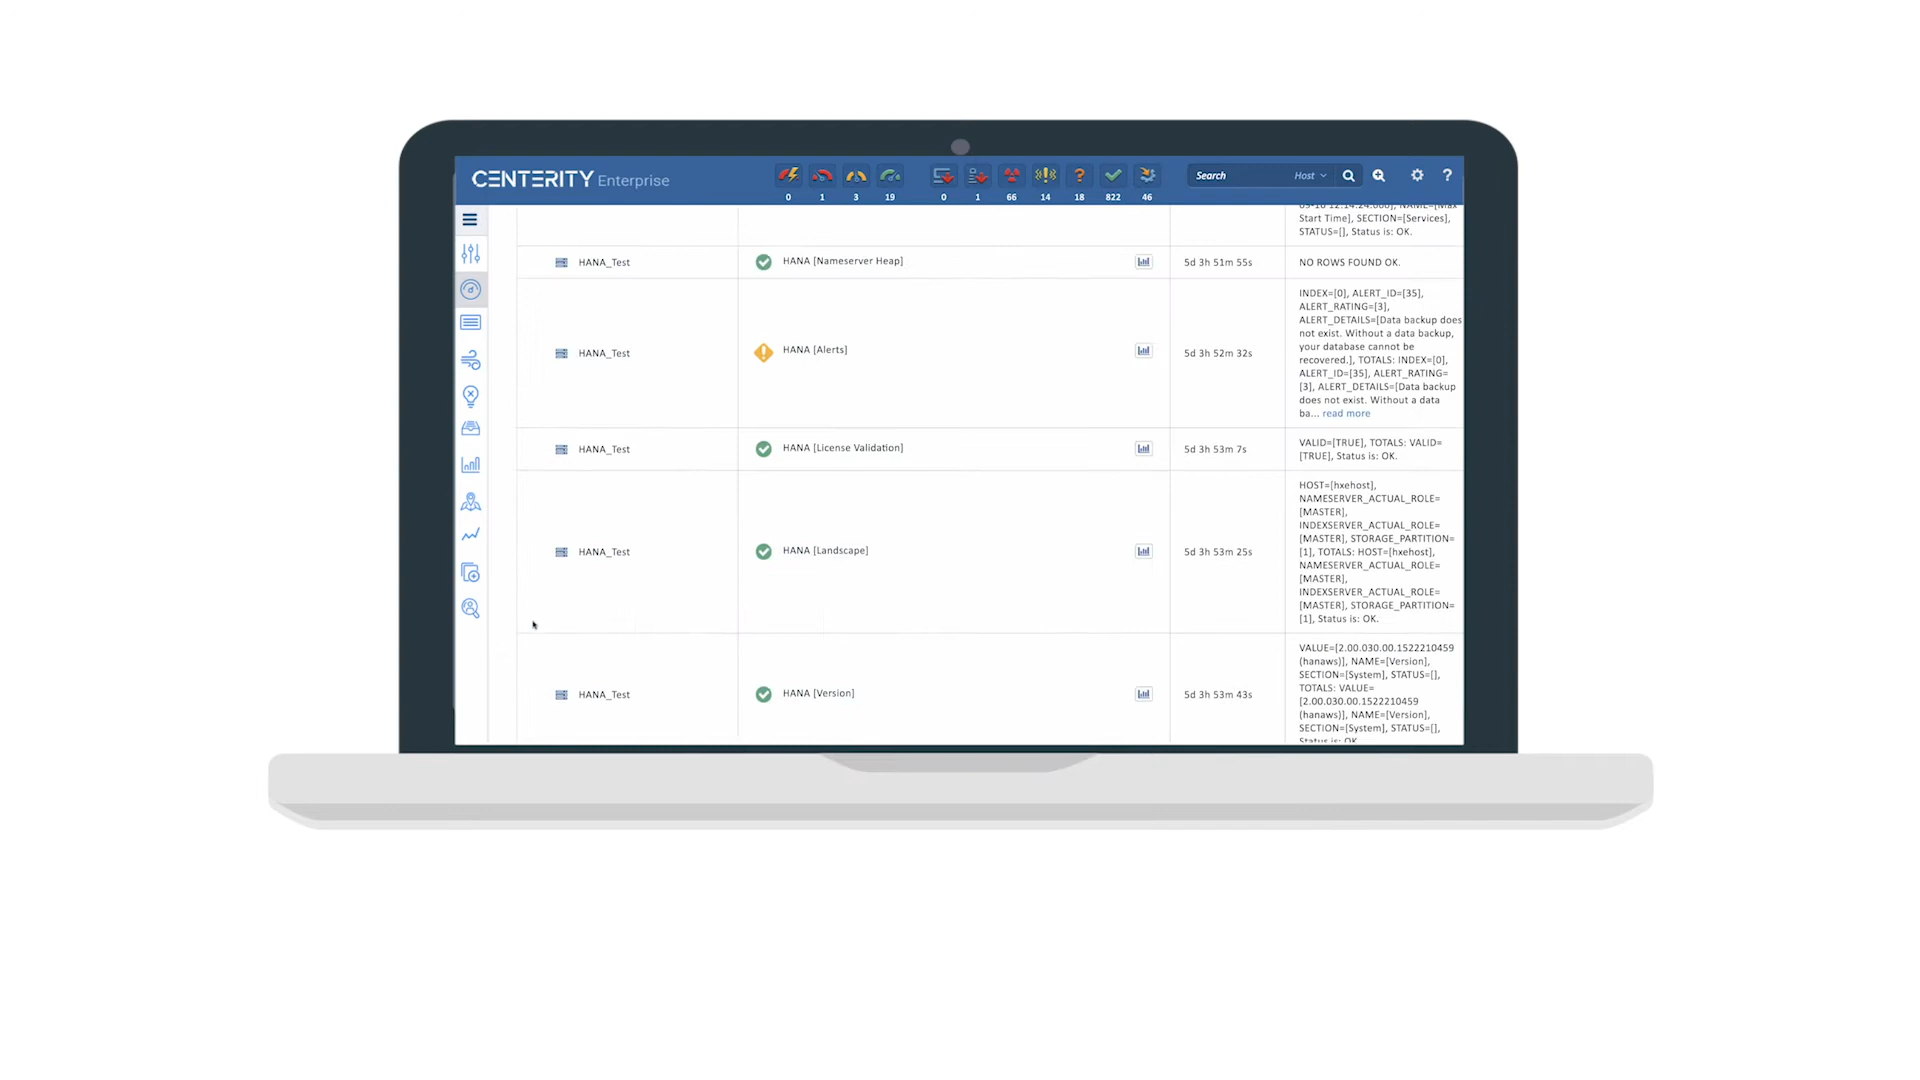 CENTERITY Enterprise
0 1 3 19 0 1 66 14 18 822 46
Search Host
?
Start Time], SECTION=[Services],
STATUS=[], Status is: OK.
HANA_Test HANA [Nameserver Heap] 5d 3h 51m 55s NO ROWS FOUND OK.
HANA_Test HANA [Alerts] 5d 3h 52m 32s
INDEX=[0], ALERT_ID=[35],
ALERT_RATING=[3],
ALERT_DETAILS=[Data backup does
not exist. Without a data backup,
your database cannot be
recovered.], TOTALS: INDEX=[0],
ALERT_ID=[35], ALERT_RATING=
[3], ALERT_DETAILS=[Data backup
does not exist. Without a data
ba... read more
HANA_Test HANA [License Validation] 5d 3h 53m 7s
VALID=[TRUE], TOTALS: VALID=
[TRUE], Status is: OK.
HANA_Test HANA [Landscape] 5d 3h 53m 25s
HOST=[hxehost],
NAMESERVER_ACTUAL_ROLE=
[MASTER],
INDEXSERVER_ACTUAL_ROLE=
[MASTER], STORAGE_PARTITION=
[1], TOTALS: HOST=[hxehost],
NAMESERVER_ACTUAL_ROLE=
[MASTER],
INDEXSERVER_ACTUAL_ROLE=
[MASTER], STORAGE_PARTITION=
[1], Status is: OK.
HANA_Test HANA [Version] 5d 3h 53m 43s
VALUE=[2.00.030.00.1522210459
(hanaws)], NAME=[Version],
SECTION=[System], STATUS=[],
TOTALS: VALUE=
[2.00.030.00.1522210459
(hanaws)], NAME=[Version],
SECTION=[System], STATUS=[],
Status is: OK